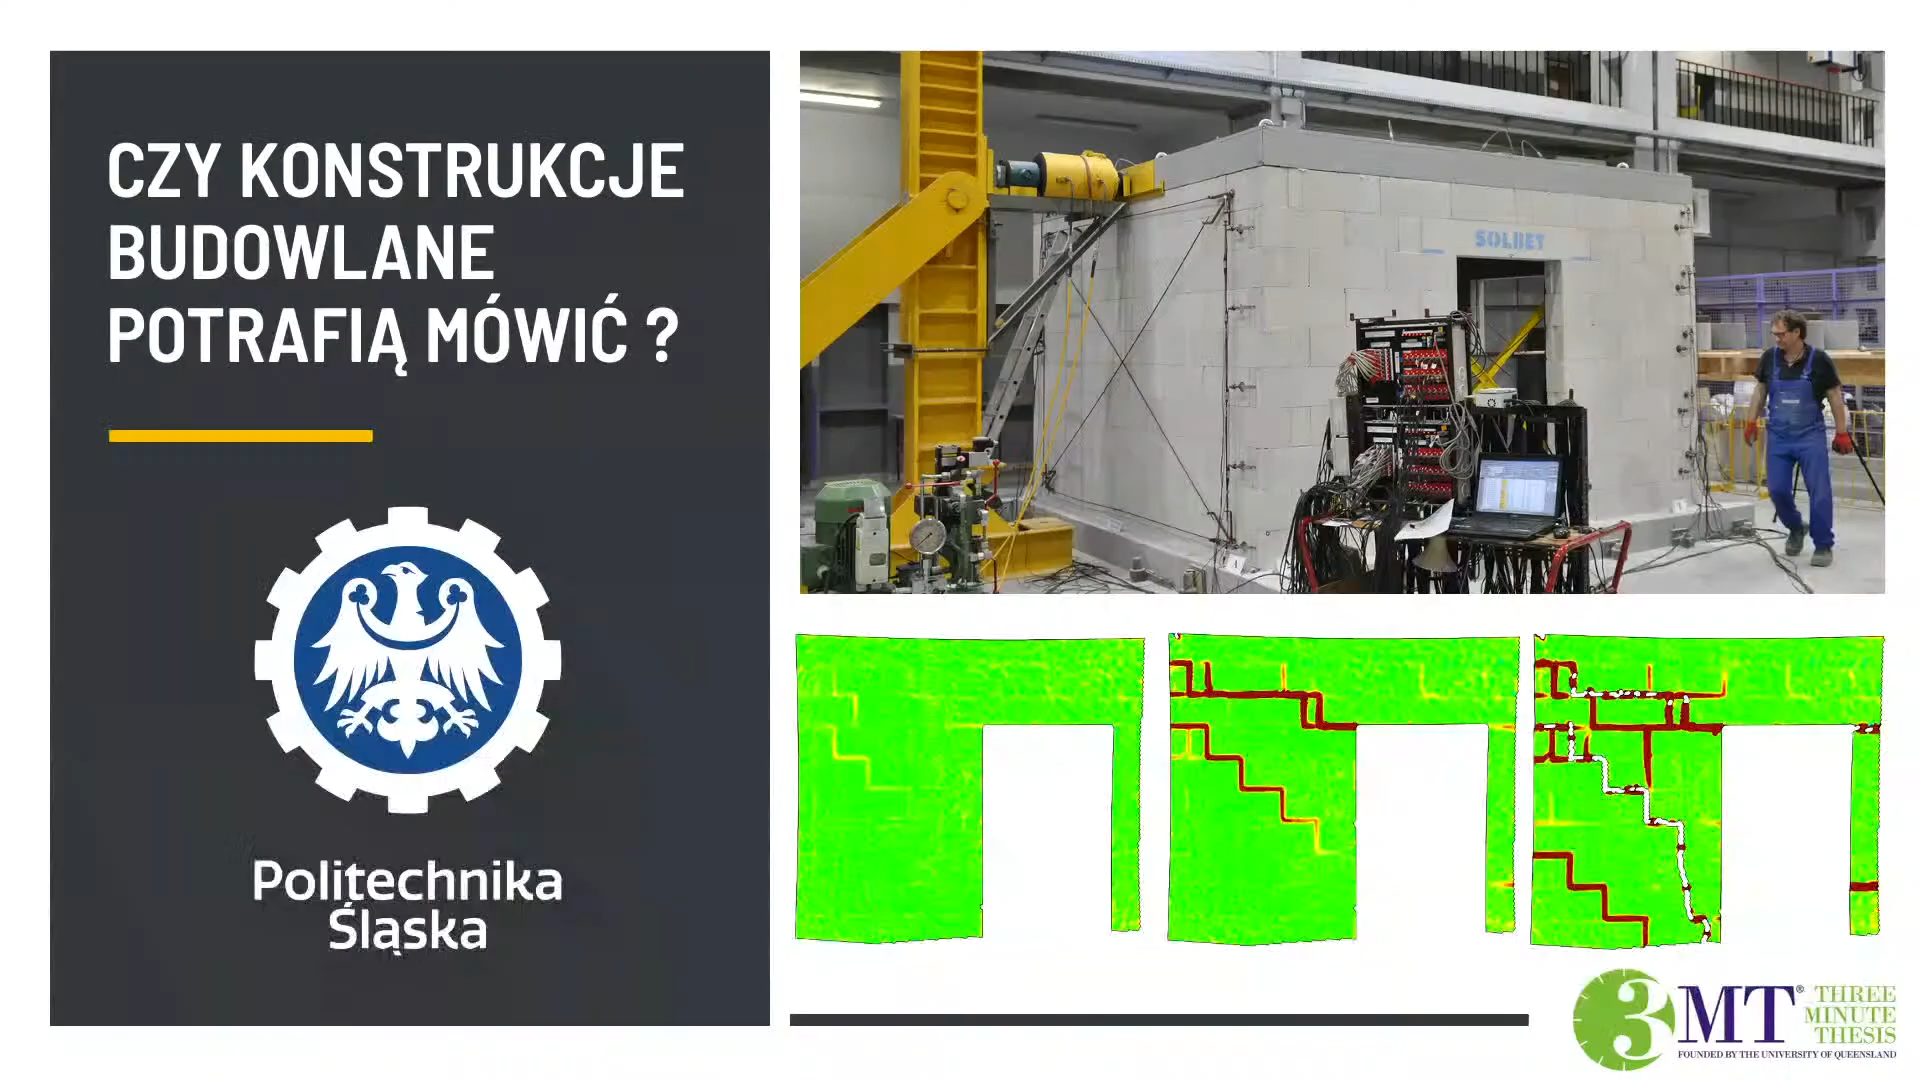 CZY KONSTRUKCJE
BUDOWLANE
POTRAFIĄ MÓWIĆ ?
Politechnika
Śląska
SOLBET
3MT® THREE
MINUTE
THESIS
FOUNDED BY THE UNIVERSITY OF QUEENSLAND